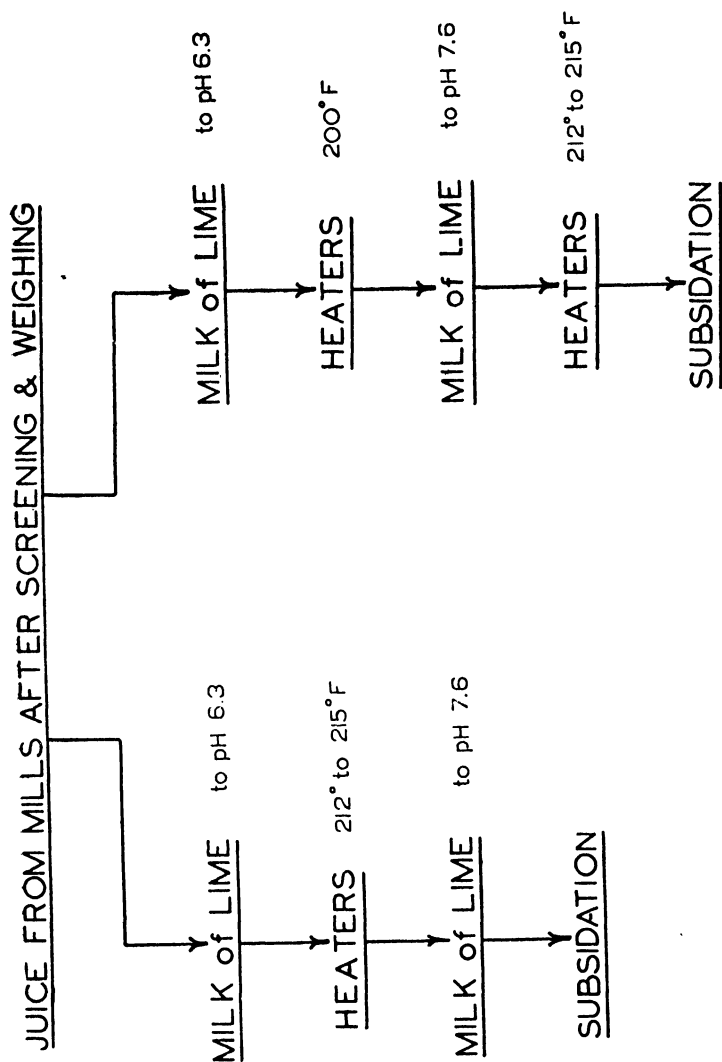 JUICE FROM MILLS AFTER SCREENING & WEIGHING
MILK of LIME to pH 6.3
HEATERS 212° to 215°F
MILK of LIME to pH 7.6
SUBSIDATION
MILK of LIME to pH 6.3
HEATERS 200°F
MILK of LIME to pH 7.6
HEATERS 212° to 215°F
SUBSIDATION